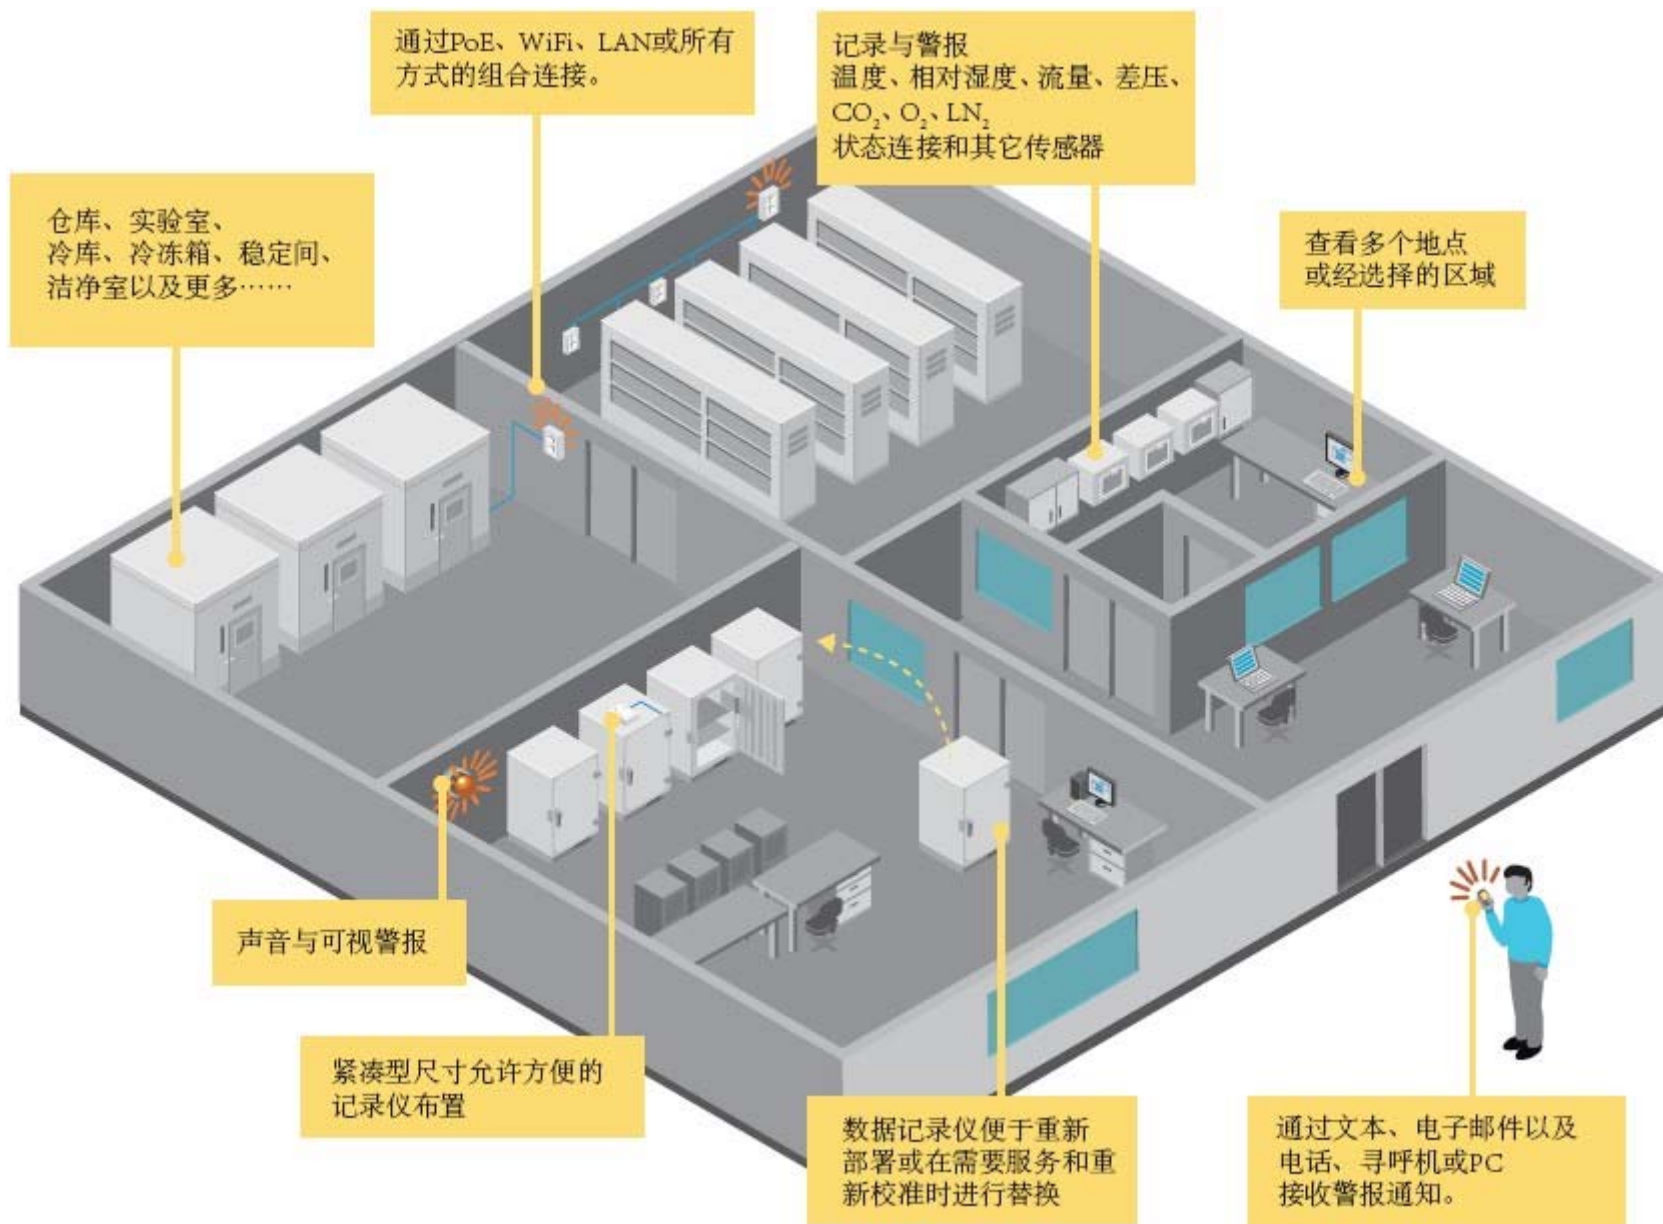 通过PoE、WiFi、LAN或所有
方式的组合连接。
记录与警报
温度、相对湿度、流量、差压、
CO₂、O₂、LN₂
状态连接和其它传感器
仓库、实验室、
冷库、冷冻箱、稳定间、
洁净室以及更多……
查看多个地点
或经选择的区域
声音与可视警报
紧凑型尺寸允许方便的
记录仪布置
数据记录仪便于重新
部署或在需要服务和重
新校准时进行替换
通过文本、电子邮件以及
电话、寻呼机或PC
接收警报通知。